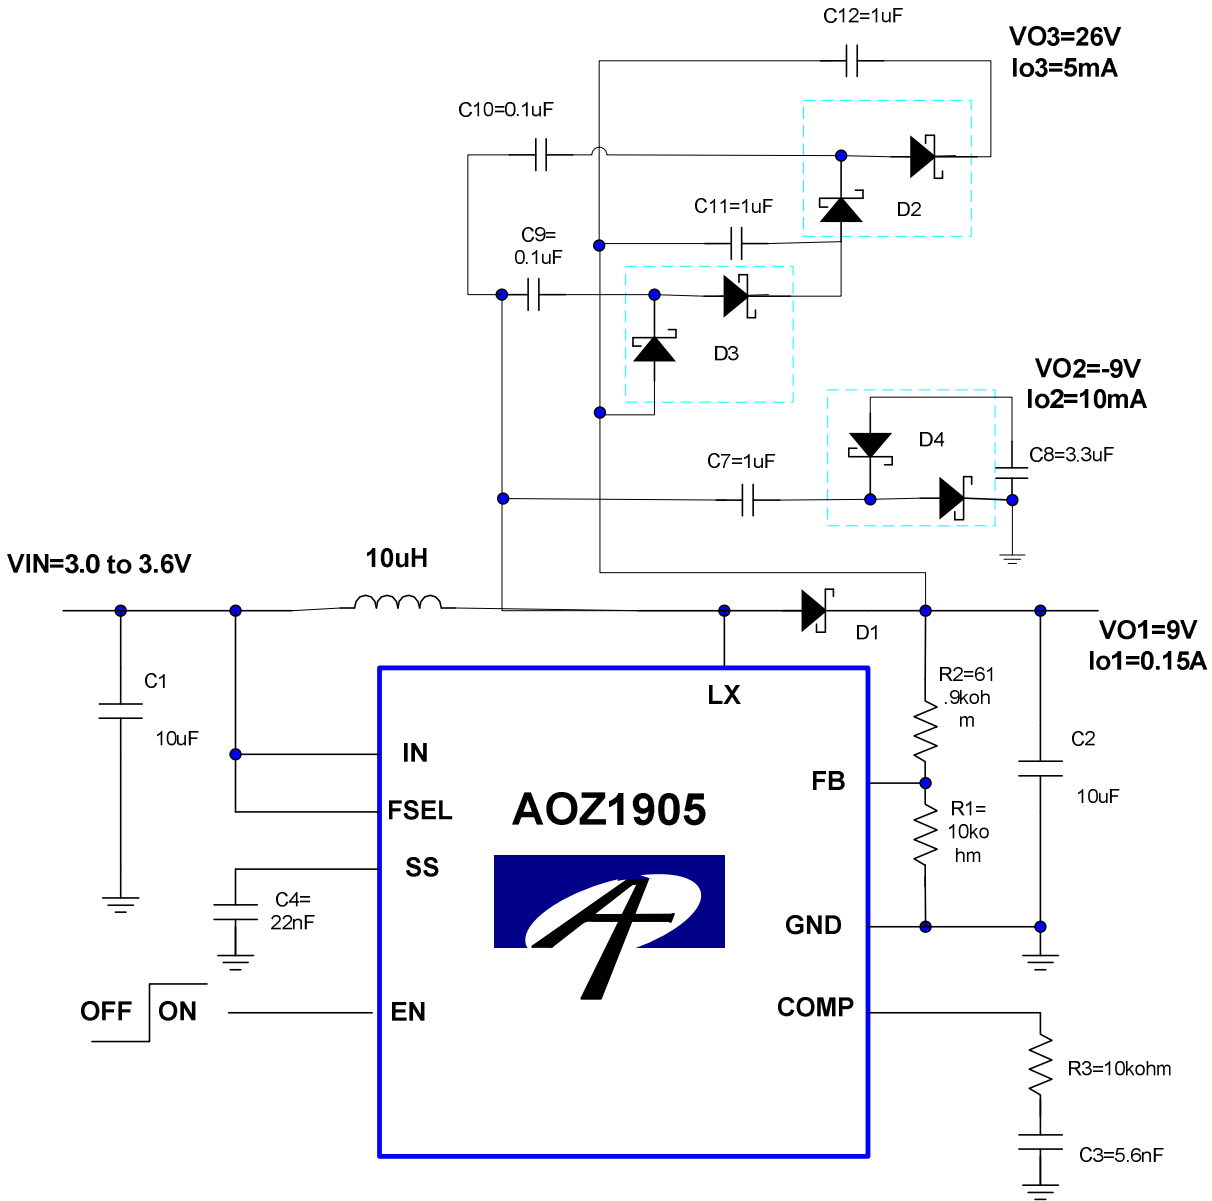 C12=1uF
VO3=26V
Io3=5mA
C10=0.1uF
C11=1uF
D2
C9=
0.1uF
D3
VO2=-9V
Io2=10mA
D4
C7=1uF
C8=3.3uF
VIN=3.0 to 3.6V
10uH
D1
VO1=9V
Io1=0.15A
C1
10uF
LX
R2=61
.9koh
m
IN
FB
C2
10uF
FSEL
AOZ1905
R1=
10ko
hm
SS
C4=
22nF
GND
OFF
ON
EN
COMP
R3=10kohm
C3=5.6nF